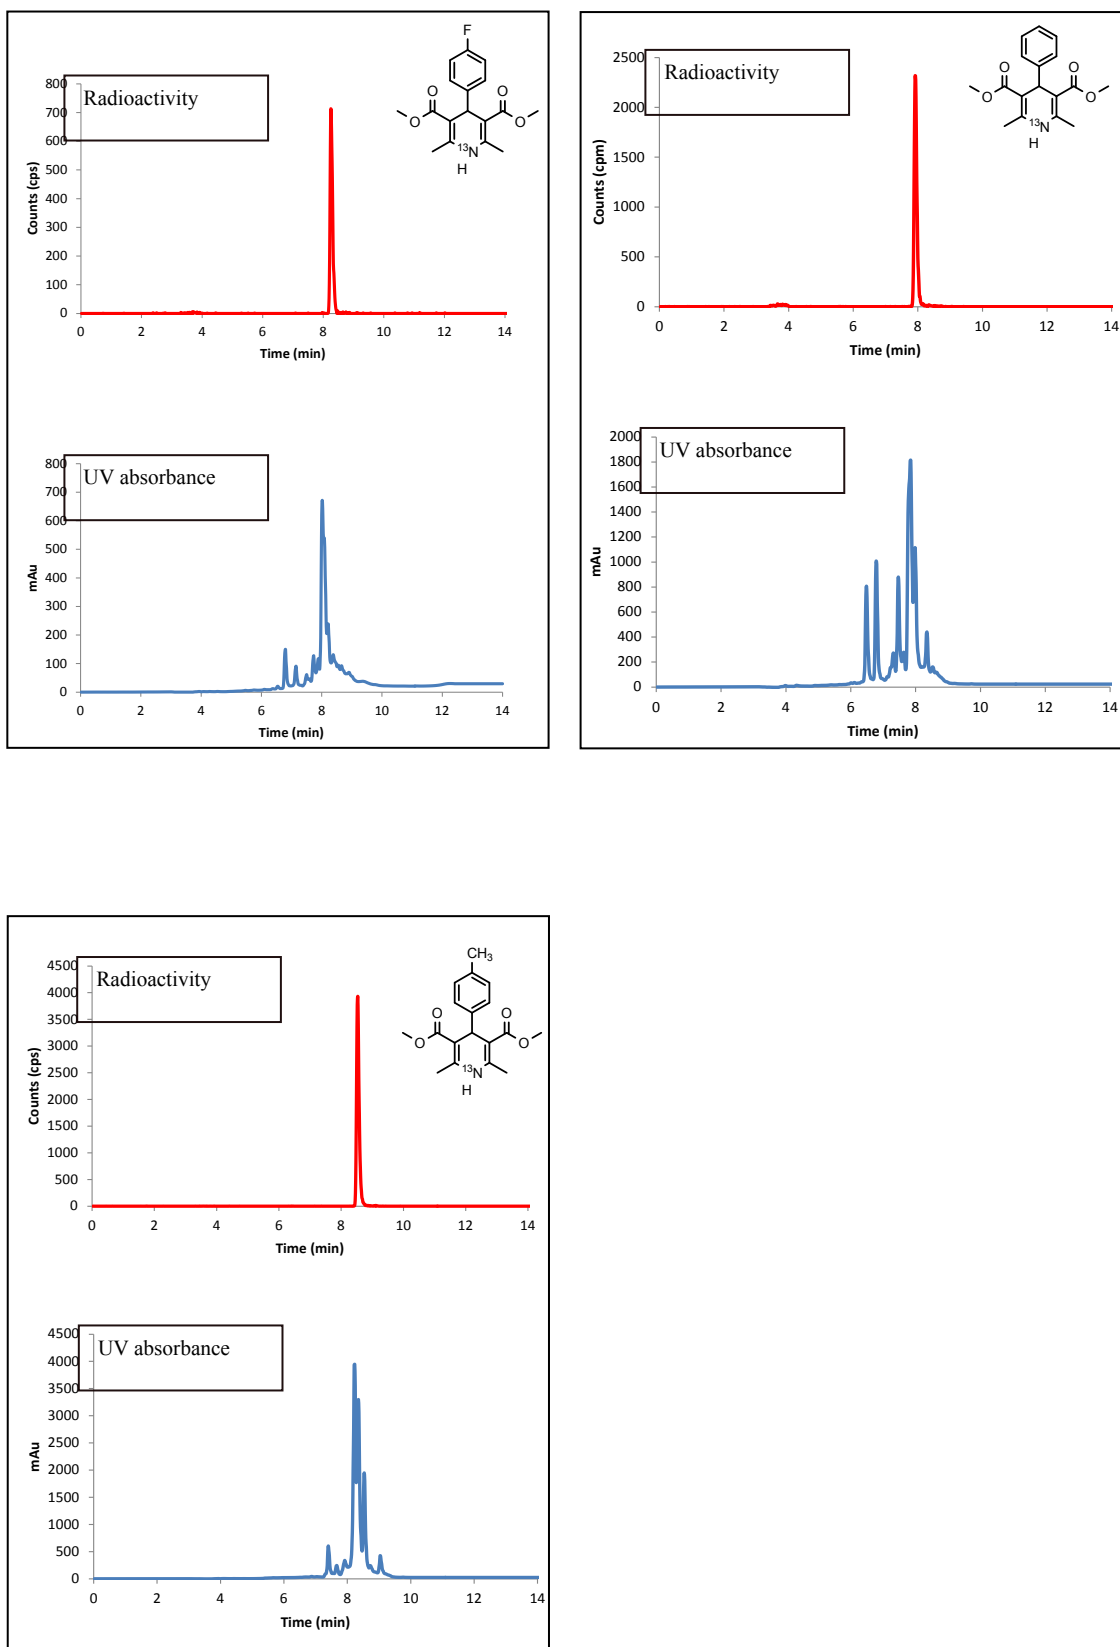 F
800
Radioactivity
700
O
O
600
O
O
500
13
N
H
400
300
200
100
0
Counts (cps)
0 2 4 6 8 10 12 14
Time (min)
800
UV absorbance
700
600
500
400
300
200
100
0
mAu
0 2 4 6 8 10 12 14
Time (min)
2500
Radioactivity
O
O
2000
O
O
13
N
H
1500
1000
500
0
Counts (cpm)
0 2 4 6 8 10 12 14
Time (min)
2000
UV absorbance
1800
1600
1400
1200
1000
800
600
400
200
0
mAu
0 2 4 6 8 10 12 14
Time (min)
CH3
4500
Radioactivity
4000
3500
O
O
O
O
3000
13
N
H
2500
2000
1500
1000
500
0
Counts (cps)
0 2 4 6 8 10 12 14
Time (min)
4500
UV absorbance
4000
3500
3000
2500
2000
1500
1000
500
0
mAu
0 2 4 6 8 10 12 14
Time (min)